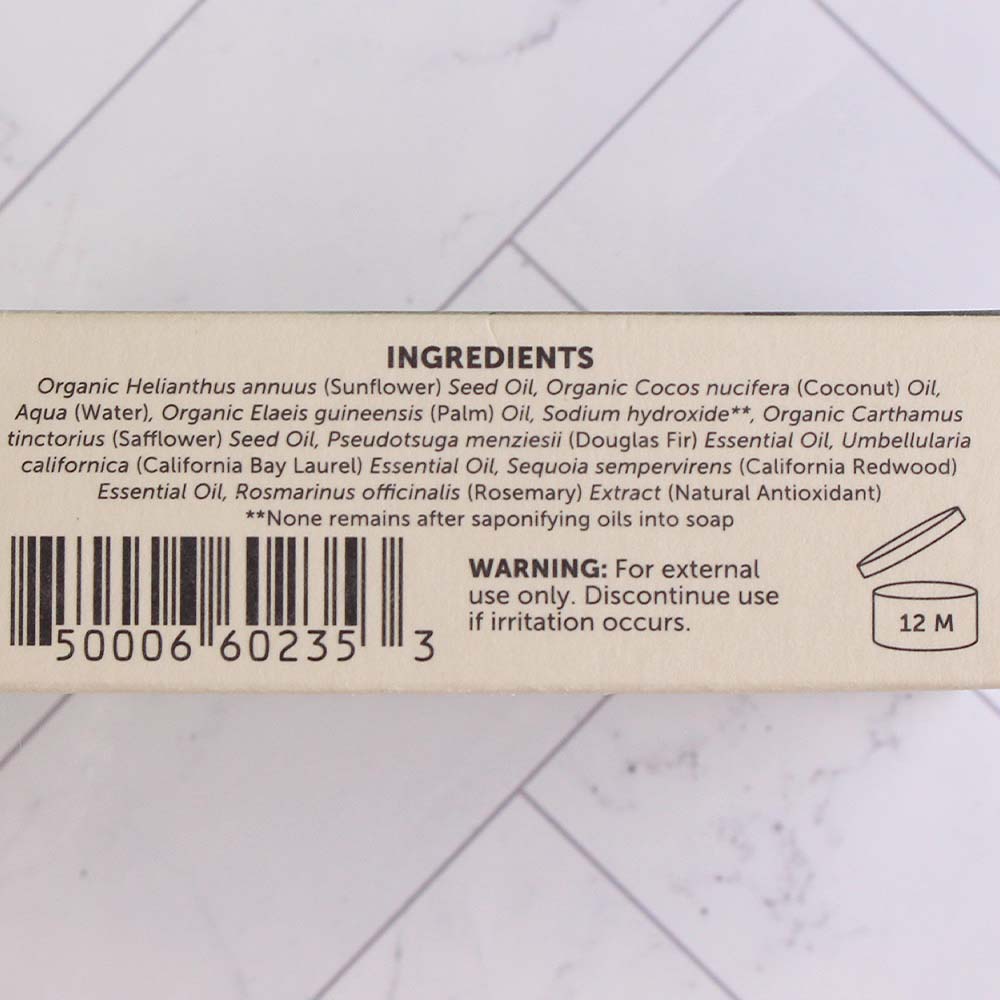 INGREDIENTS
Organic Helianthus annuus (Sunflower) Seed Oil, Organic Cocos nucifera (Coconut) Oil,
Aqua (Water), Organic Elaeis guineensis (Palm) Oil, Sodium hydroxide**, Organic Carthamus
tinctorius (Safflower) Seed Oil, Pseudotsuga menziesii (Douglas Fir) Essential Oil, Umbellularia
californica (California Bay Laurel) Essential Oil, Sequoia sempervirens (California Redwood)
Essential Oil, Rosmarinus officinalis (Rosemary) Extract (Natural Antioxidant)
**None remains after saponifying oils into soap
WARNING: For external
use only. Discontinue use
if irritation occurs.
12 M
50006 60235 3